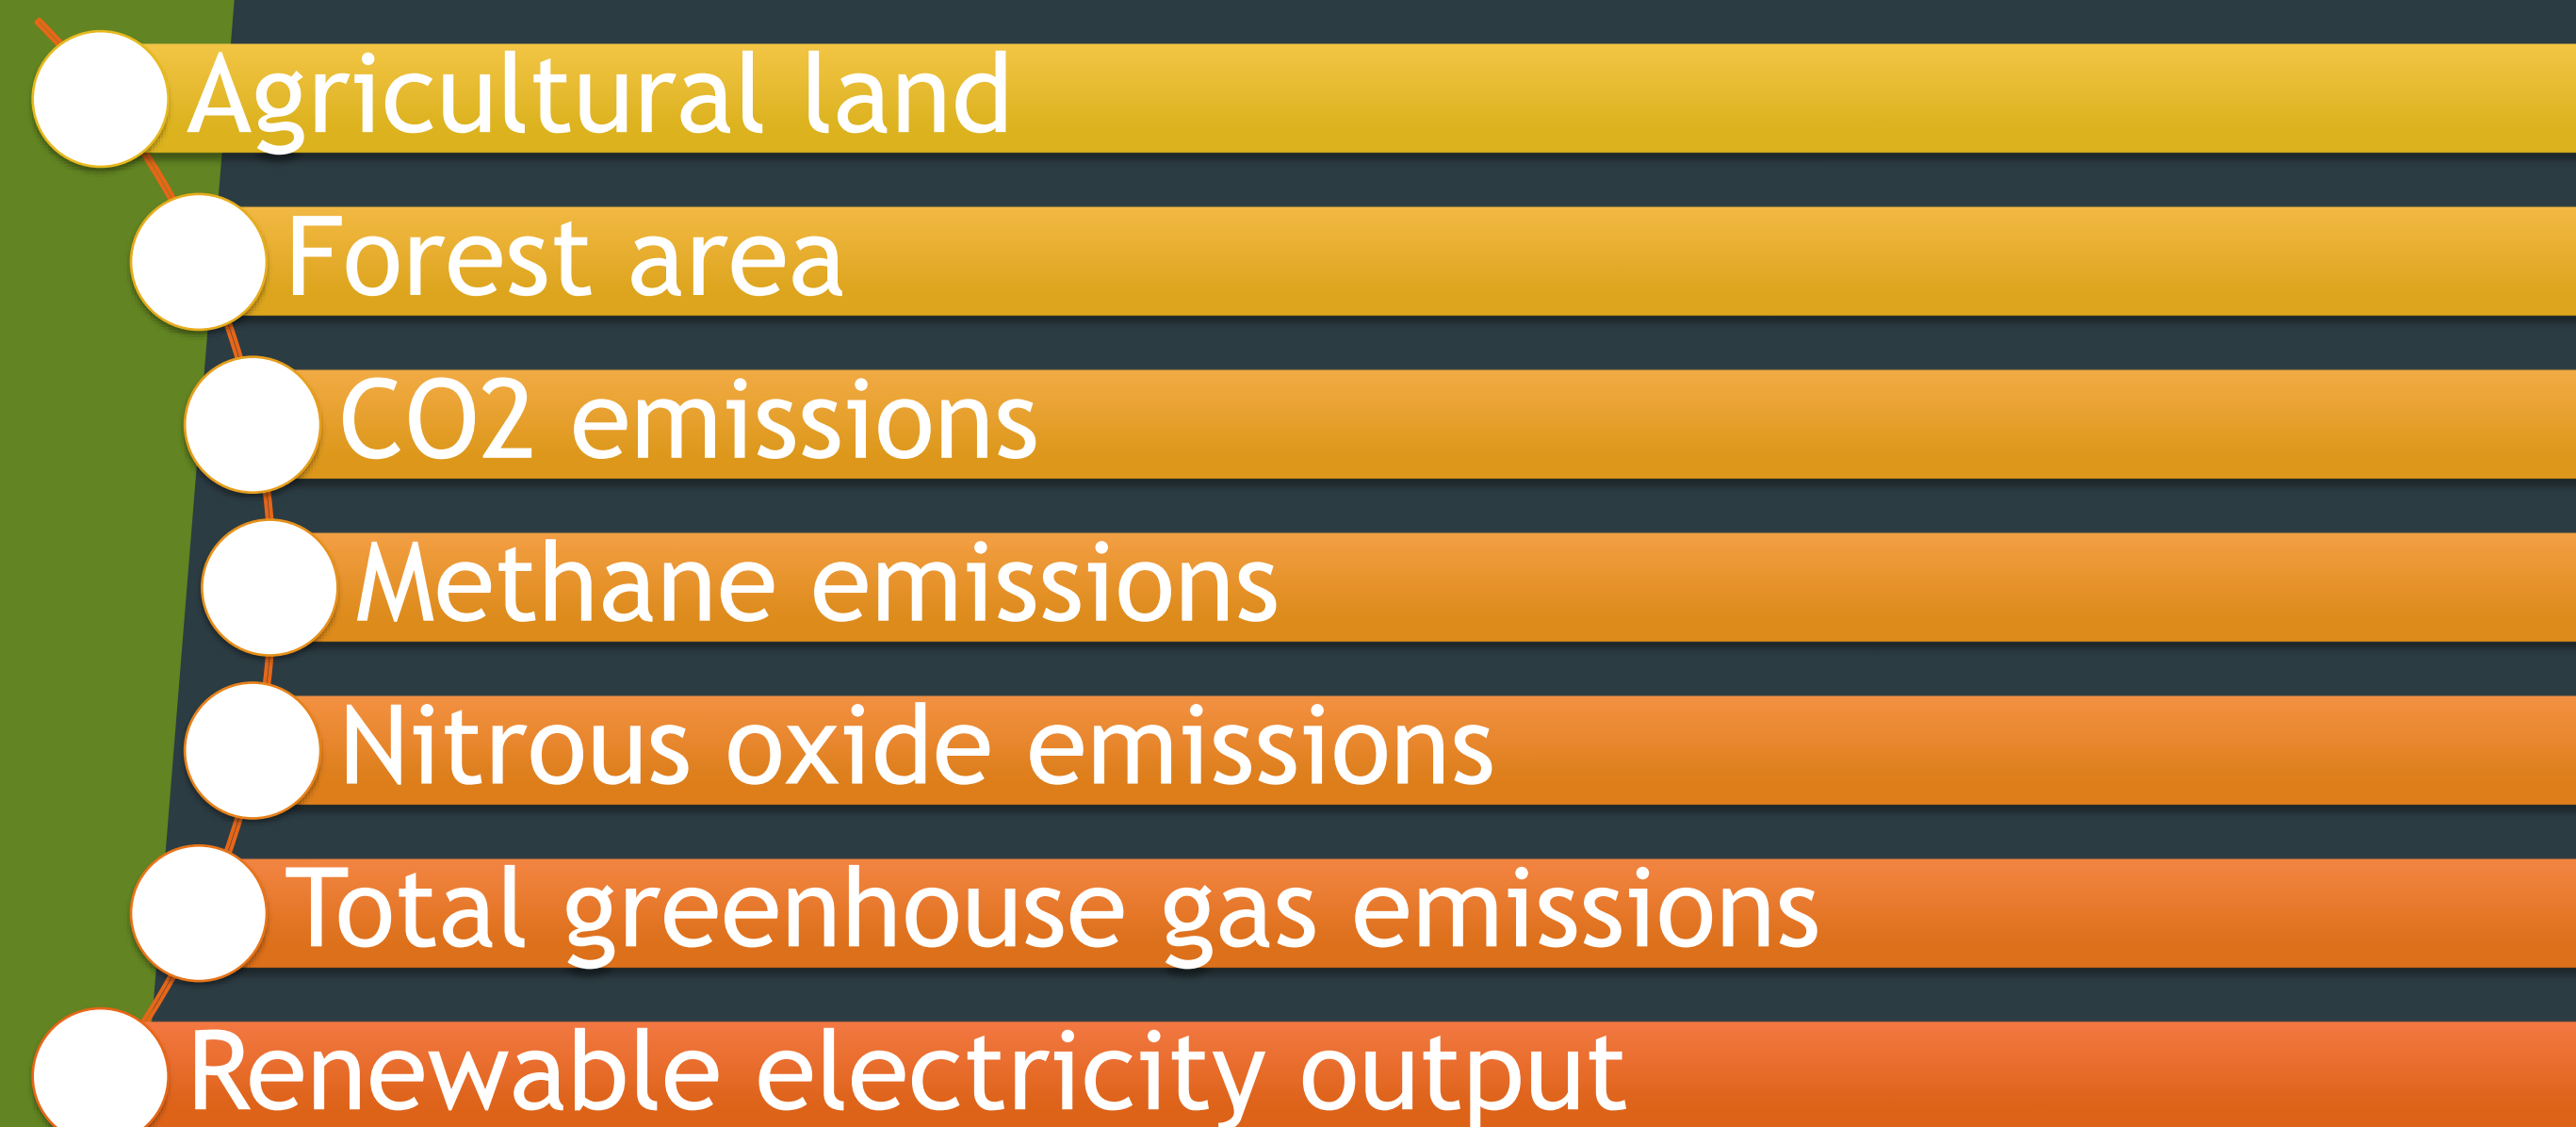 Agricultural land
Forest area
CO2 emissions
Methane emissions
Nitrous oxide emissions
Total greenhouse gas emissions
Renewable electricity output